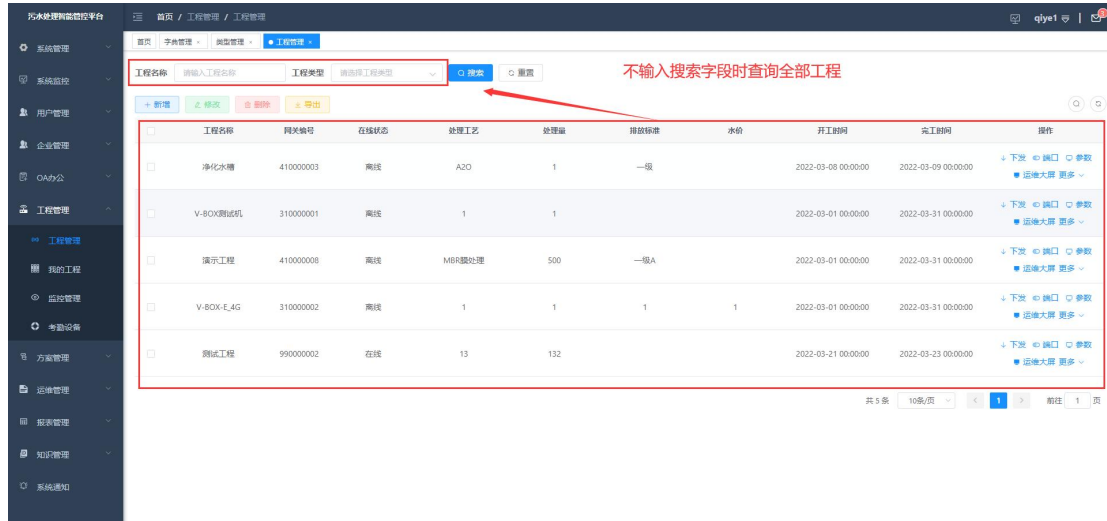 污水处理智能管控平台
首页 / 工程管理 / 工程管理
qiye1
系统管理
首页 字典管理 × 类型管理 × 工程管理 ×
系统监控
工程名称 请输入工程名称 工程类型 请选择工程类型 搜索 重置
不输入搜索字段时查询全部工程
用户管理
+ 新增 修改 删除 导出
企业管理
工程名称 网关编号 在线状态 处理工艺 处理量 排放标准 水价 开工时间 完工时间 操作
OA办公
净化水槽 410000003 离线 A2O 1 一级 2022-03-08 00:00:00 2022-03-09 00:00:00 下发 端口 参数
运维大屏 更多
工程管理
V-BOX测试机 310000001 离线 1 1 2022-03-01 00:00:00 2022-03-31 00:00:00 下发 端口 参数
运维大屏 更多
工程管理
我的工程
演示工程 410000008 离线 MBR膜处理 500 一级A 2022-03-01 00:00:00 2022-03-31 00:00:00 下发 端口 参数
运维大屏 更多
监控管理
V-BOX-E_4G 310000002 离线 1 1 1 1 2022-03-01 00:00:00 2022-03-31 00:00:00 下发 端口 参数
运维大屏 更多
考勤设备
测试工程 990000002 在线 13 132 2022-03-21 00:00:00 2022-03-23 00:00:00 下发 端口 参数
运维大屏 更多
方案管理
运维管理
共 5 条 10条/页 1 前往 1 页
报表管理
知识管理
系统通知